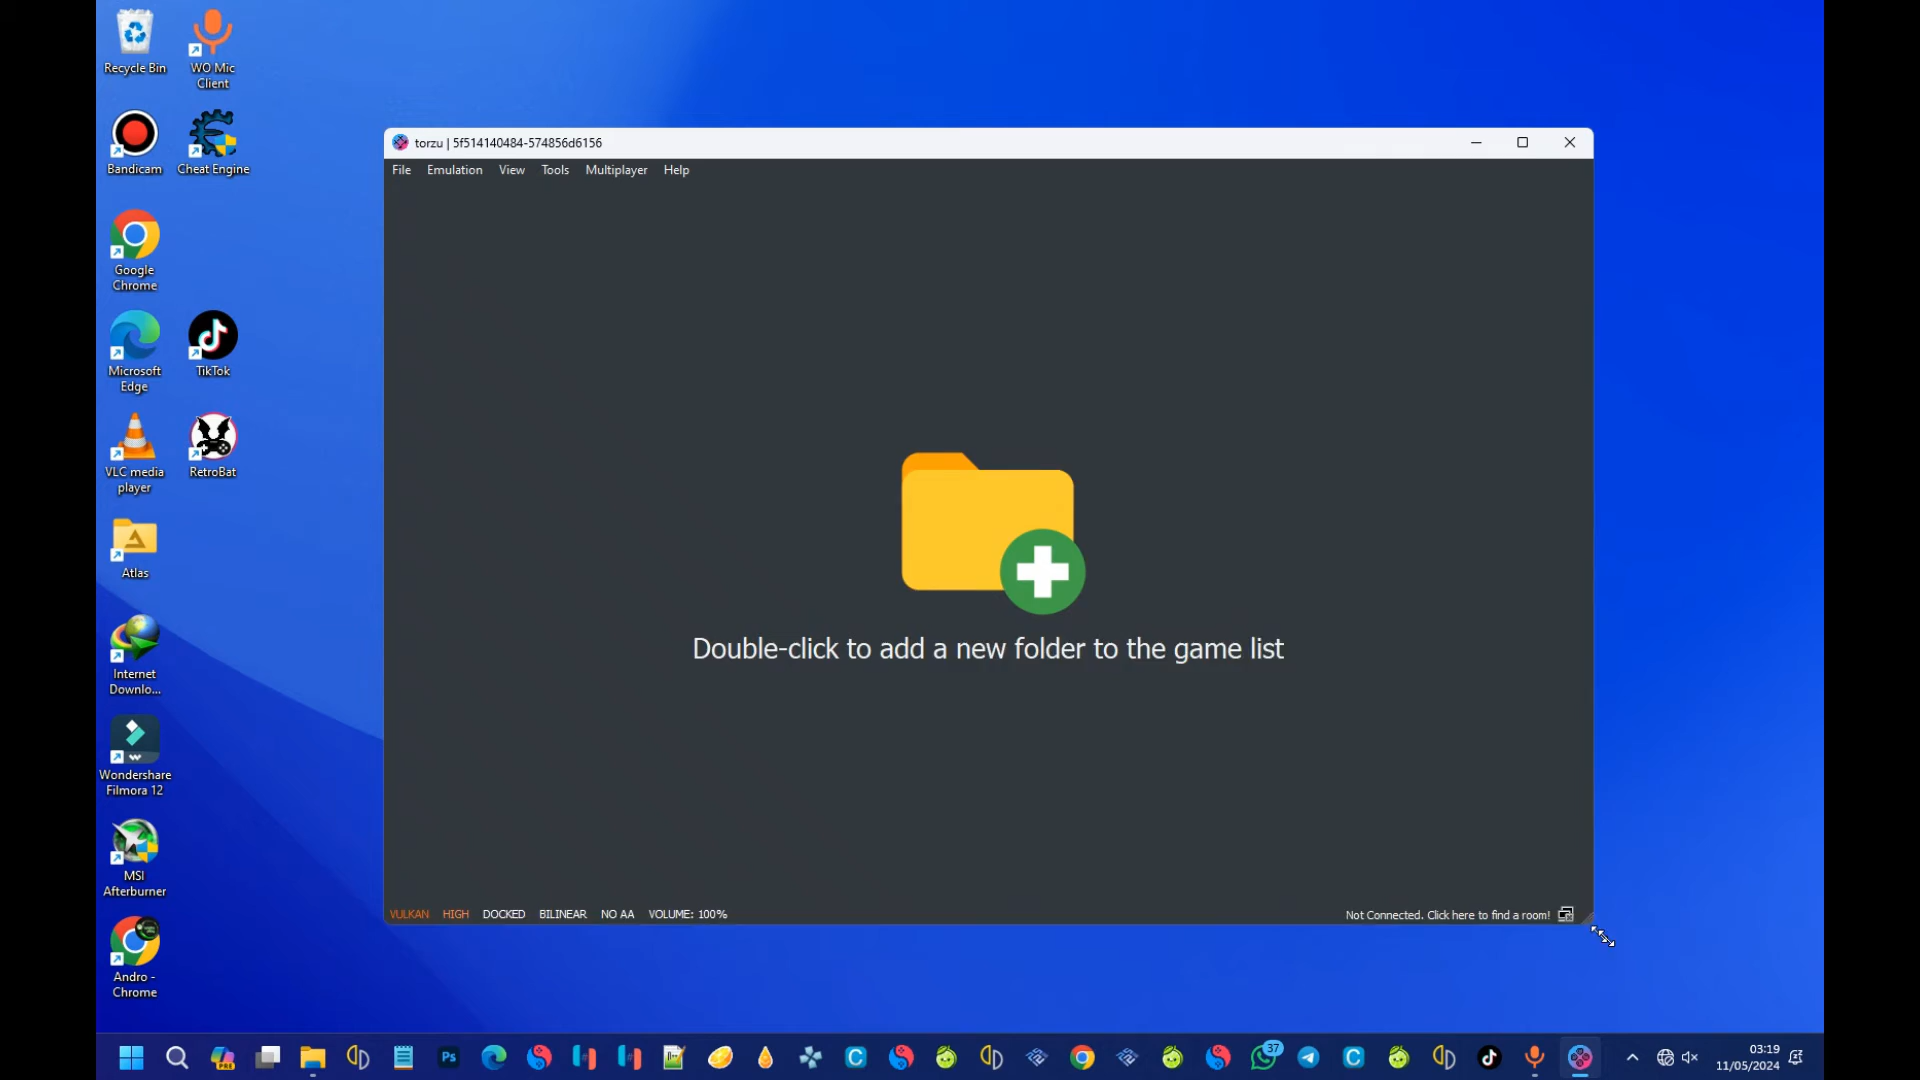 Recycle Bin
WO Mic
Client
Bandicam
Cheat Engine
Google
Chrome
Microsoft
Edge
TikTok
VLC media
player
RetroBat
Atlas
Internet
Downlo...
Wondershare
Filmora 12
MSI
Afterburner
Andro -
Chrome
torzu | 5f514140484-574856d6156
File Emulation View Tools Multiplayer Help
Double-click to add a new folder to the game list
VULKAN HIGH DOCKED BILINEAR NO AA VOLUME: 100% Not Connected. Click here to find a room!
PRE
Ps
C
37
C
03:19
11/05/2024